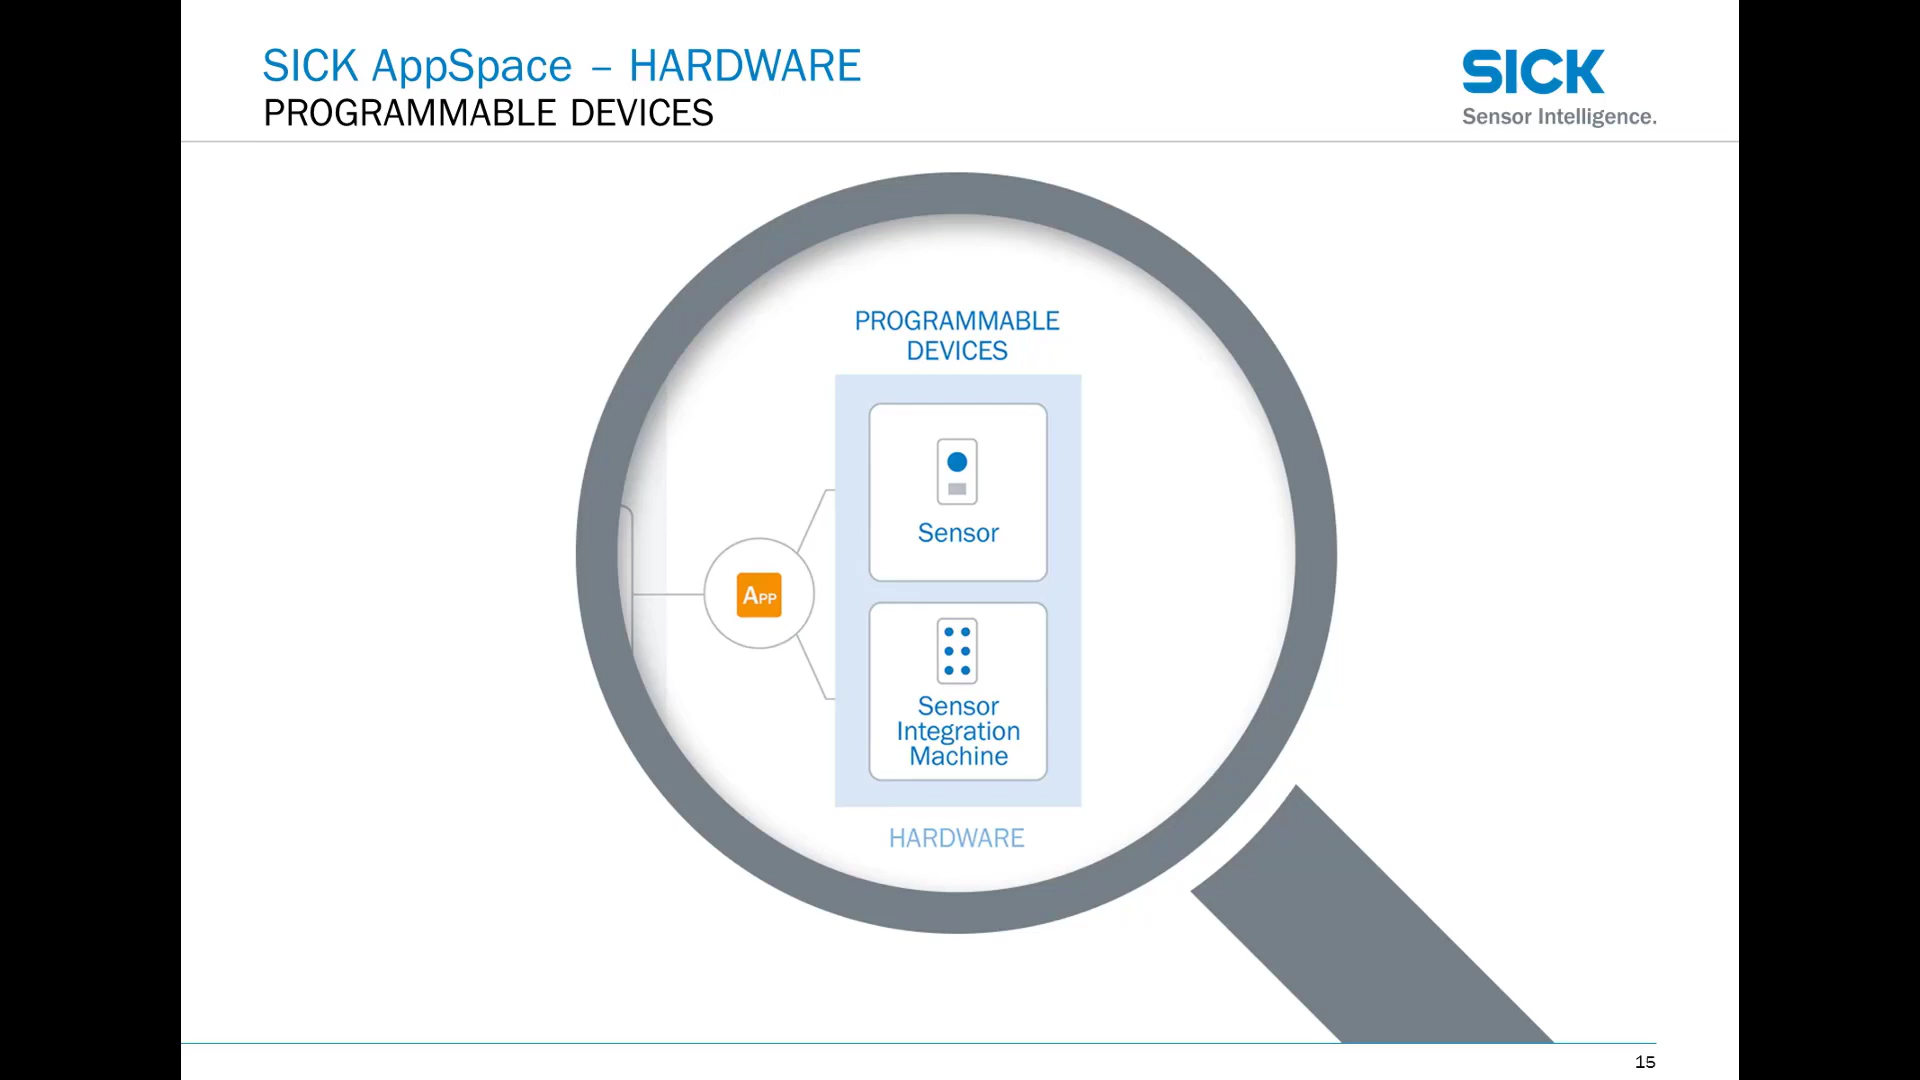 SICK AppSpace – HARDWARE
PROGRAMMABLE DEVICES
SICK
Sensor Intelligence.
PROGRAMMABLE
DEVICES
Sensor
APP
Sensor
Integration
Machine
HARDWARE
15